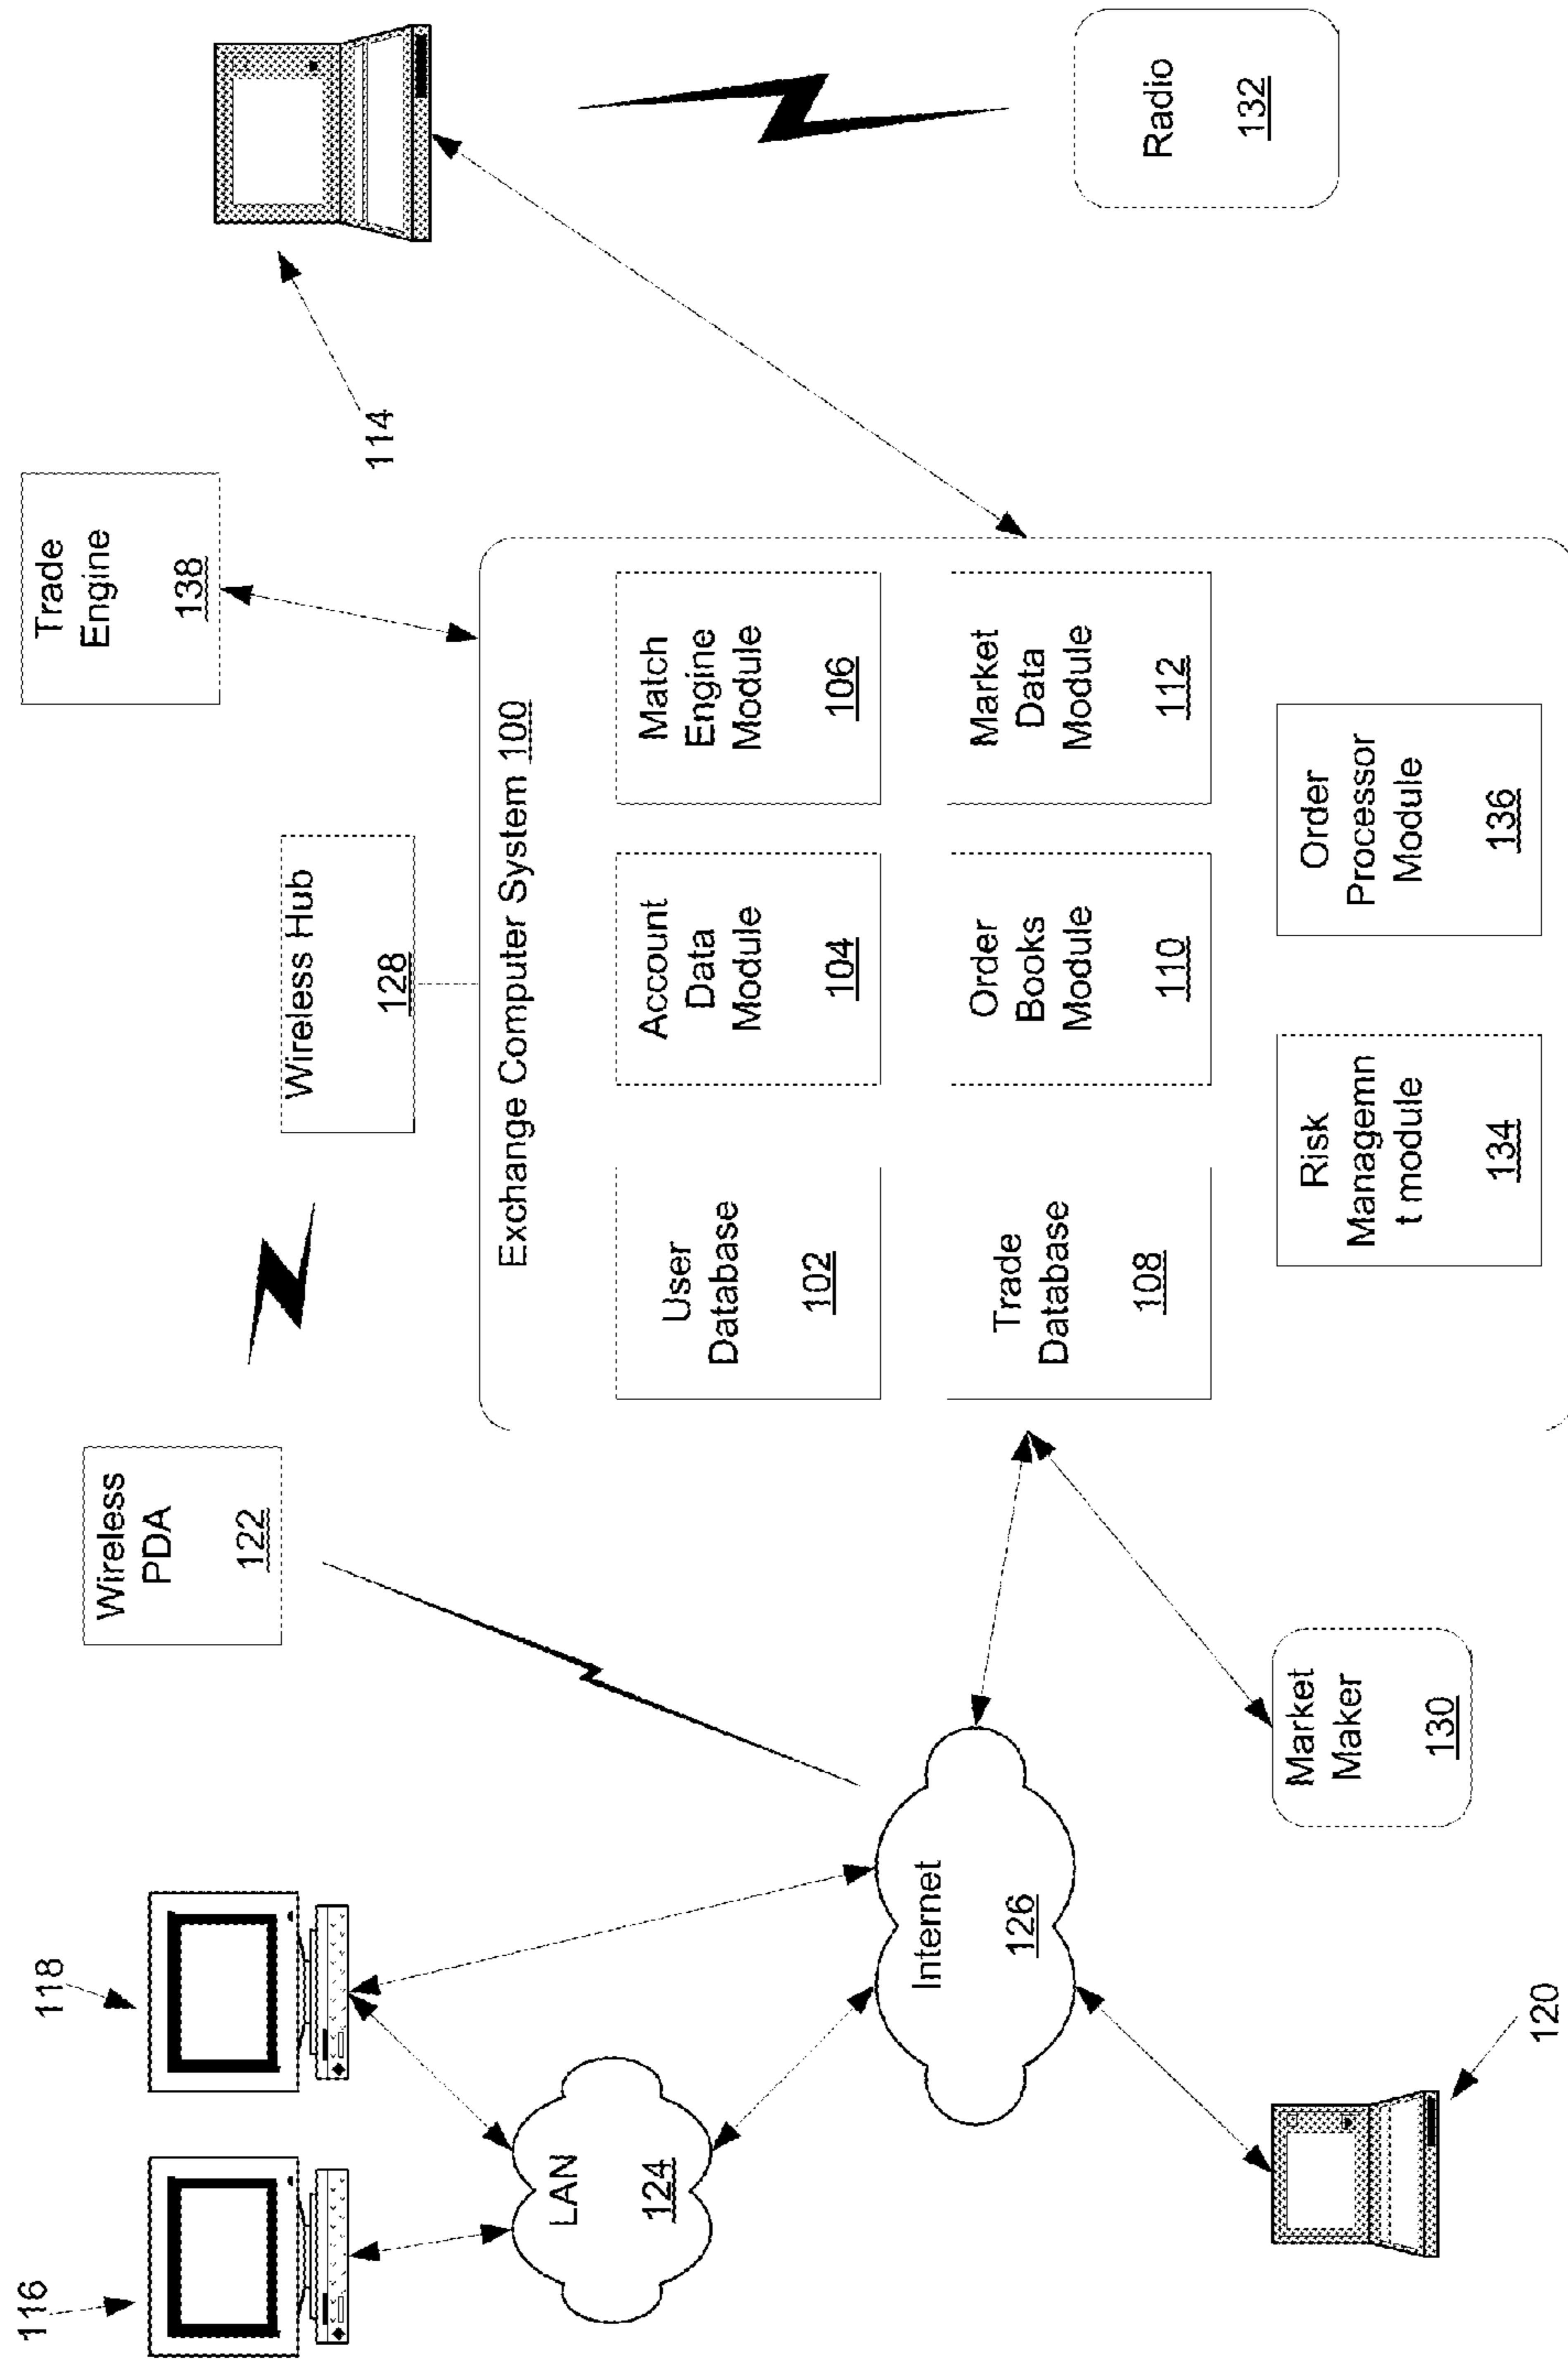 116
118
Wireless
PDA
122
Wireless Hub
128
Trade
Engine
138
114
LAN
124
Internet
126
Exchange Computer System 100
User
Database
102
Account
Data
Module
104
Match
Engine
Module
106
Trade
Database
108
Order
Books
Module
110
Market
Data
Module
112
Risk
Managemn
t module
134
Order
Processor
Module
136
120
Market
Maker
130
Radio
132